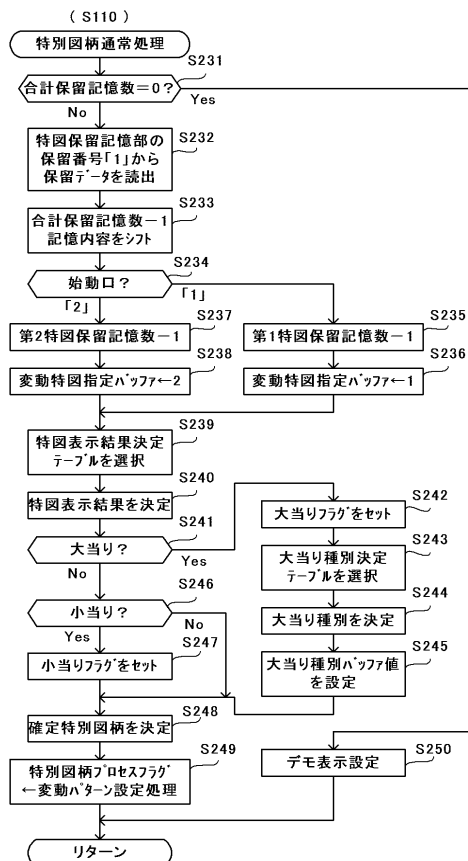 (S110)
特別図柄通常処理
S231
合計保留記憶数=0?
Yes
No
S232
特図保留記憶部の
保留番号｢1｣から
保留ﾃﾞｰﾀを読出
S233
合計保留記憶数-1
記憶内容をｼﾌﾄ
S234
始動口?
｢2｣
｢1｣
S237
第2特図保留記憶数-1
S235
第1特図保留記憶数-1
S238
変動特図指定ﾊﾞｯﾌｧ←2
S236
変動特図指定ﾊﾞｯﾌｧ←1
S239
特図表示結果決定
ﾃｰﾌﾞﾙを選択
S240
特図表示結果を決定
S241
大当り?
Yes
No
S242
大当りﾌﾗｸﾞをｾｯﾄ
S243
大当り種別決定
ﾃｰﾌﾞﾙを選択
S244
大当り種別を決定
S245
大当り種別ﾊﾞｯﾌｧ値
を設定
S246
小当り?
No
Yes
S247
小当りﾌﾗｸﾞをｾｯﾄ
S248
確定特別図柄を決定
S249
特別図柄ﾌﾟﾛｾｽﾌﾗｸﾞ
←変動ﾊﾟﾀｰﾝ設定処理
S250
デモ表示設定
リターン